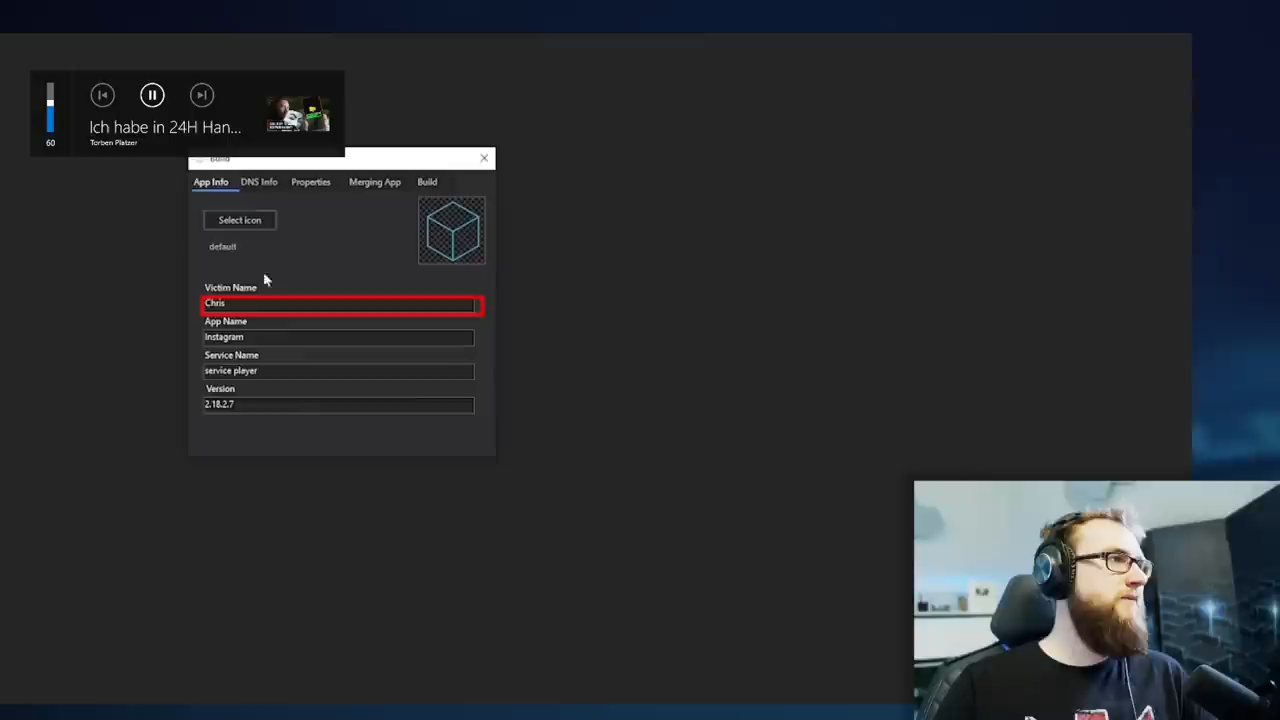 Ich habe in 24H Han...
Torben Platzer
60
Build
App Info DNS Info Properties Merging App Build
Select icon
default
Victim Name
Chris
App Name
Instagram
Service Name
service player
Version
2.18.2.7